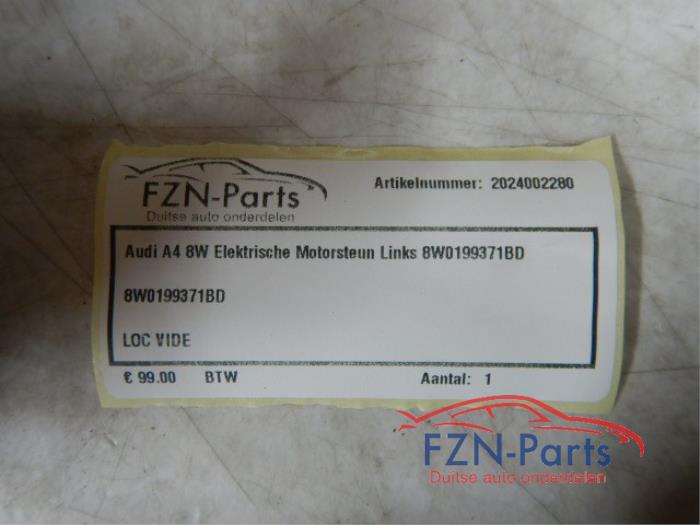 FZN-Parts
Duitse auto onderdelen
Artikelnummer: 2024002280
Audi A4 8W Elektrische Motorsteun Links 8W0199371BD
8W0199371BD
LOC VIDE
€ 99.00 BTW Aantal: 1
FZN-Parts
Duitse auto onderdelen